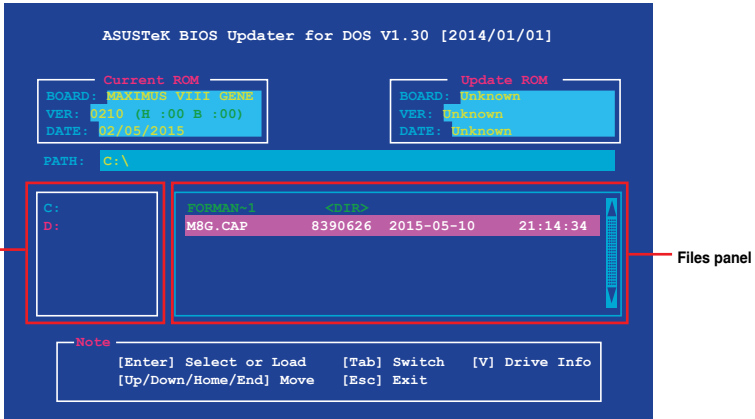 ASUSTeK BIOS Updater for DOS V1.30 [2014/01/01]
Current ROM
BOARD: MAXIMUS VIII GENE
VER: 0210 (H :00 B :00)
DATE: 02/05/2015
Update ROM
BOARD: Unknown
VER: Unknown
DATE: Unknown
PATH: C:\
C:
D:
FORMAN~1 <DIR>
M8G.CAP 8390626 2015-05-10 21:14:34
Files panel
Note
[Enter] Select or Load [Tab] Switch [V] Drive Info
[Up/Down/Home/End] Move [Esc] Exit